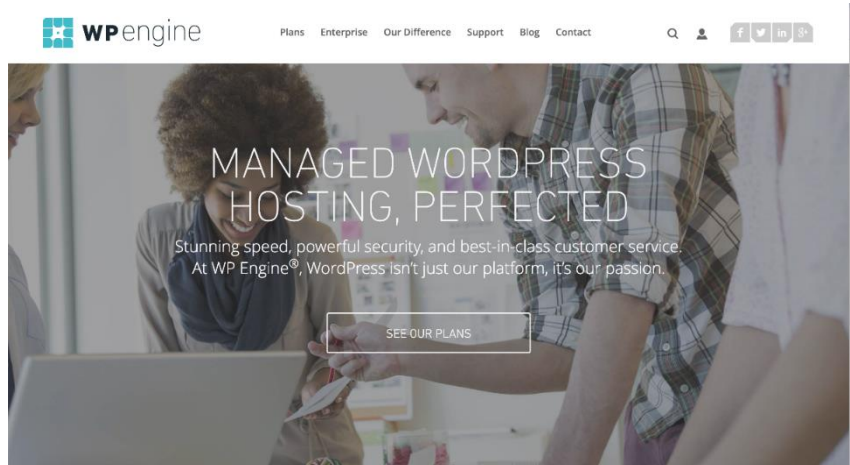 WPengine
Plans Enterprise Our Difference Support Blog Contact
f in g+
MANAGED WORDPRESS
HOSTING, PERFECTED
Stunning speed, powerful security, and best-in-class customer service.
At WP Engine®, WordPress isn't just our platform, it's our passion.
SEE OUR PLANS